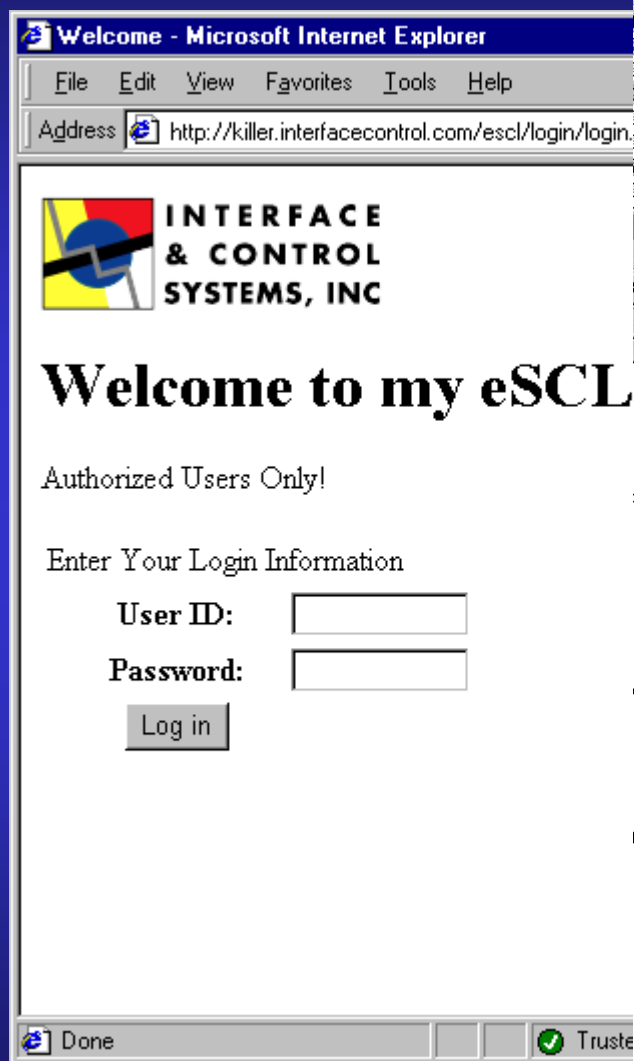 Welcome - Microsoft Internet Explorer
File Edit View Favorites Tools Help
Address http://killer.interfacecontrol.com/escl/login/login.
INTERFACE
& CONTROL
SYSTEMS, INC
Welcome to my eSCL
Authorized Users Only!
Enter Your Login Information
User ID:
Password:
Log in
Done Truste